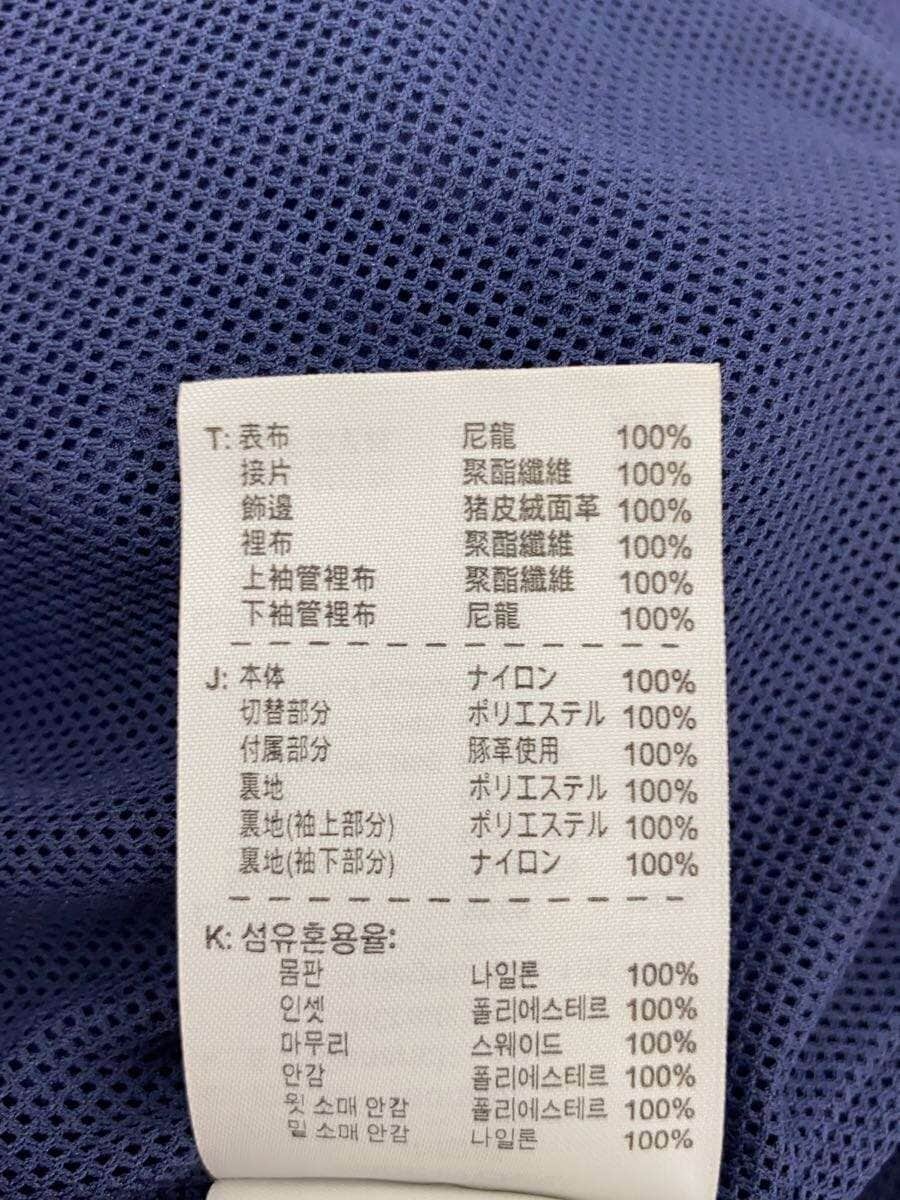 T: 表布 尼龍 100%
接片 聚酯纖維 100%
飾邊 猪皮絨面革 100%
裡布 聚酯纖維 100%
上袖管裡布 聚酯纖維 100%
下袖管裡布 尼龍 100%
J: 本体 ナイロン 100%
切替部分 ポリエステル 100%
付属部分 豚革使用 100%
裏地 ポリエステル 100%
裏地(袖上部分) ポリエステル 100%
裏地(袖下部分) ナイロン 100%
K: 섬유혼용율:
몸판 나일론 100%
인셋 폴리에스테르 100%
마무리 스웨이드 100%
안감 폴리에스테르 100%
윗 소매 안감 폴리에스테르 100%
밑 소매 안감 나일론 100%